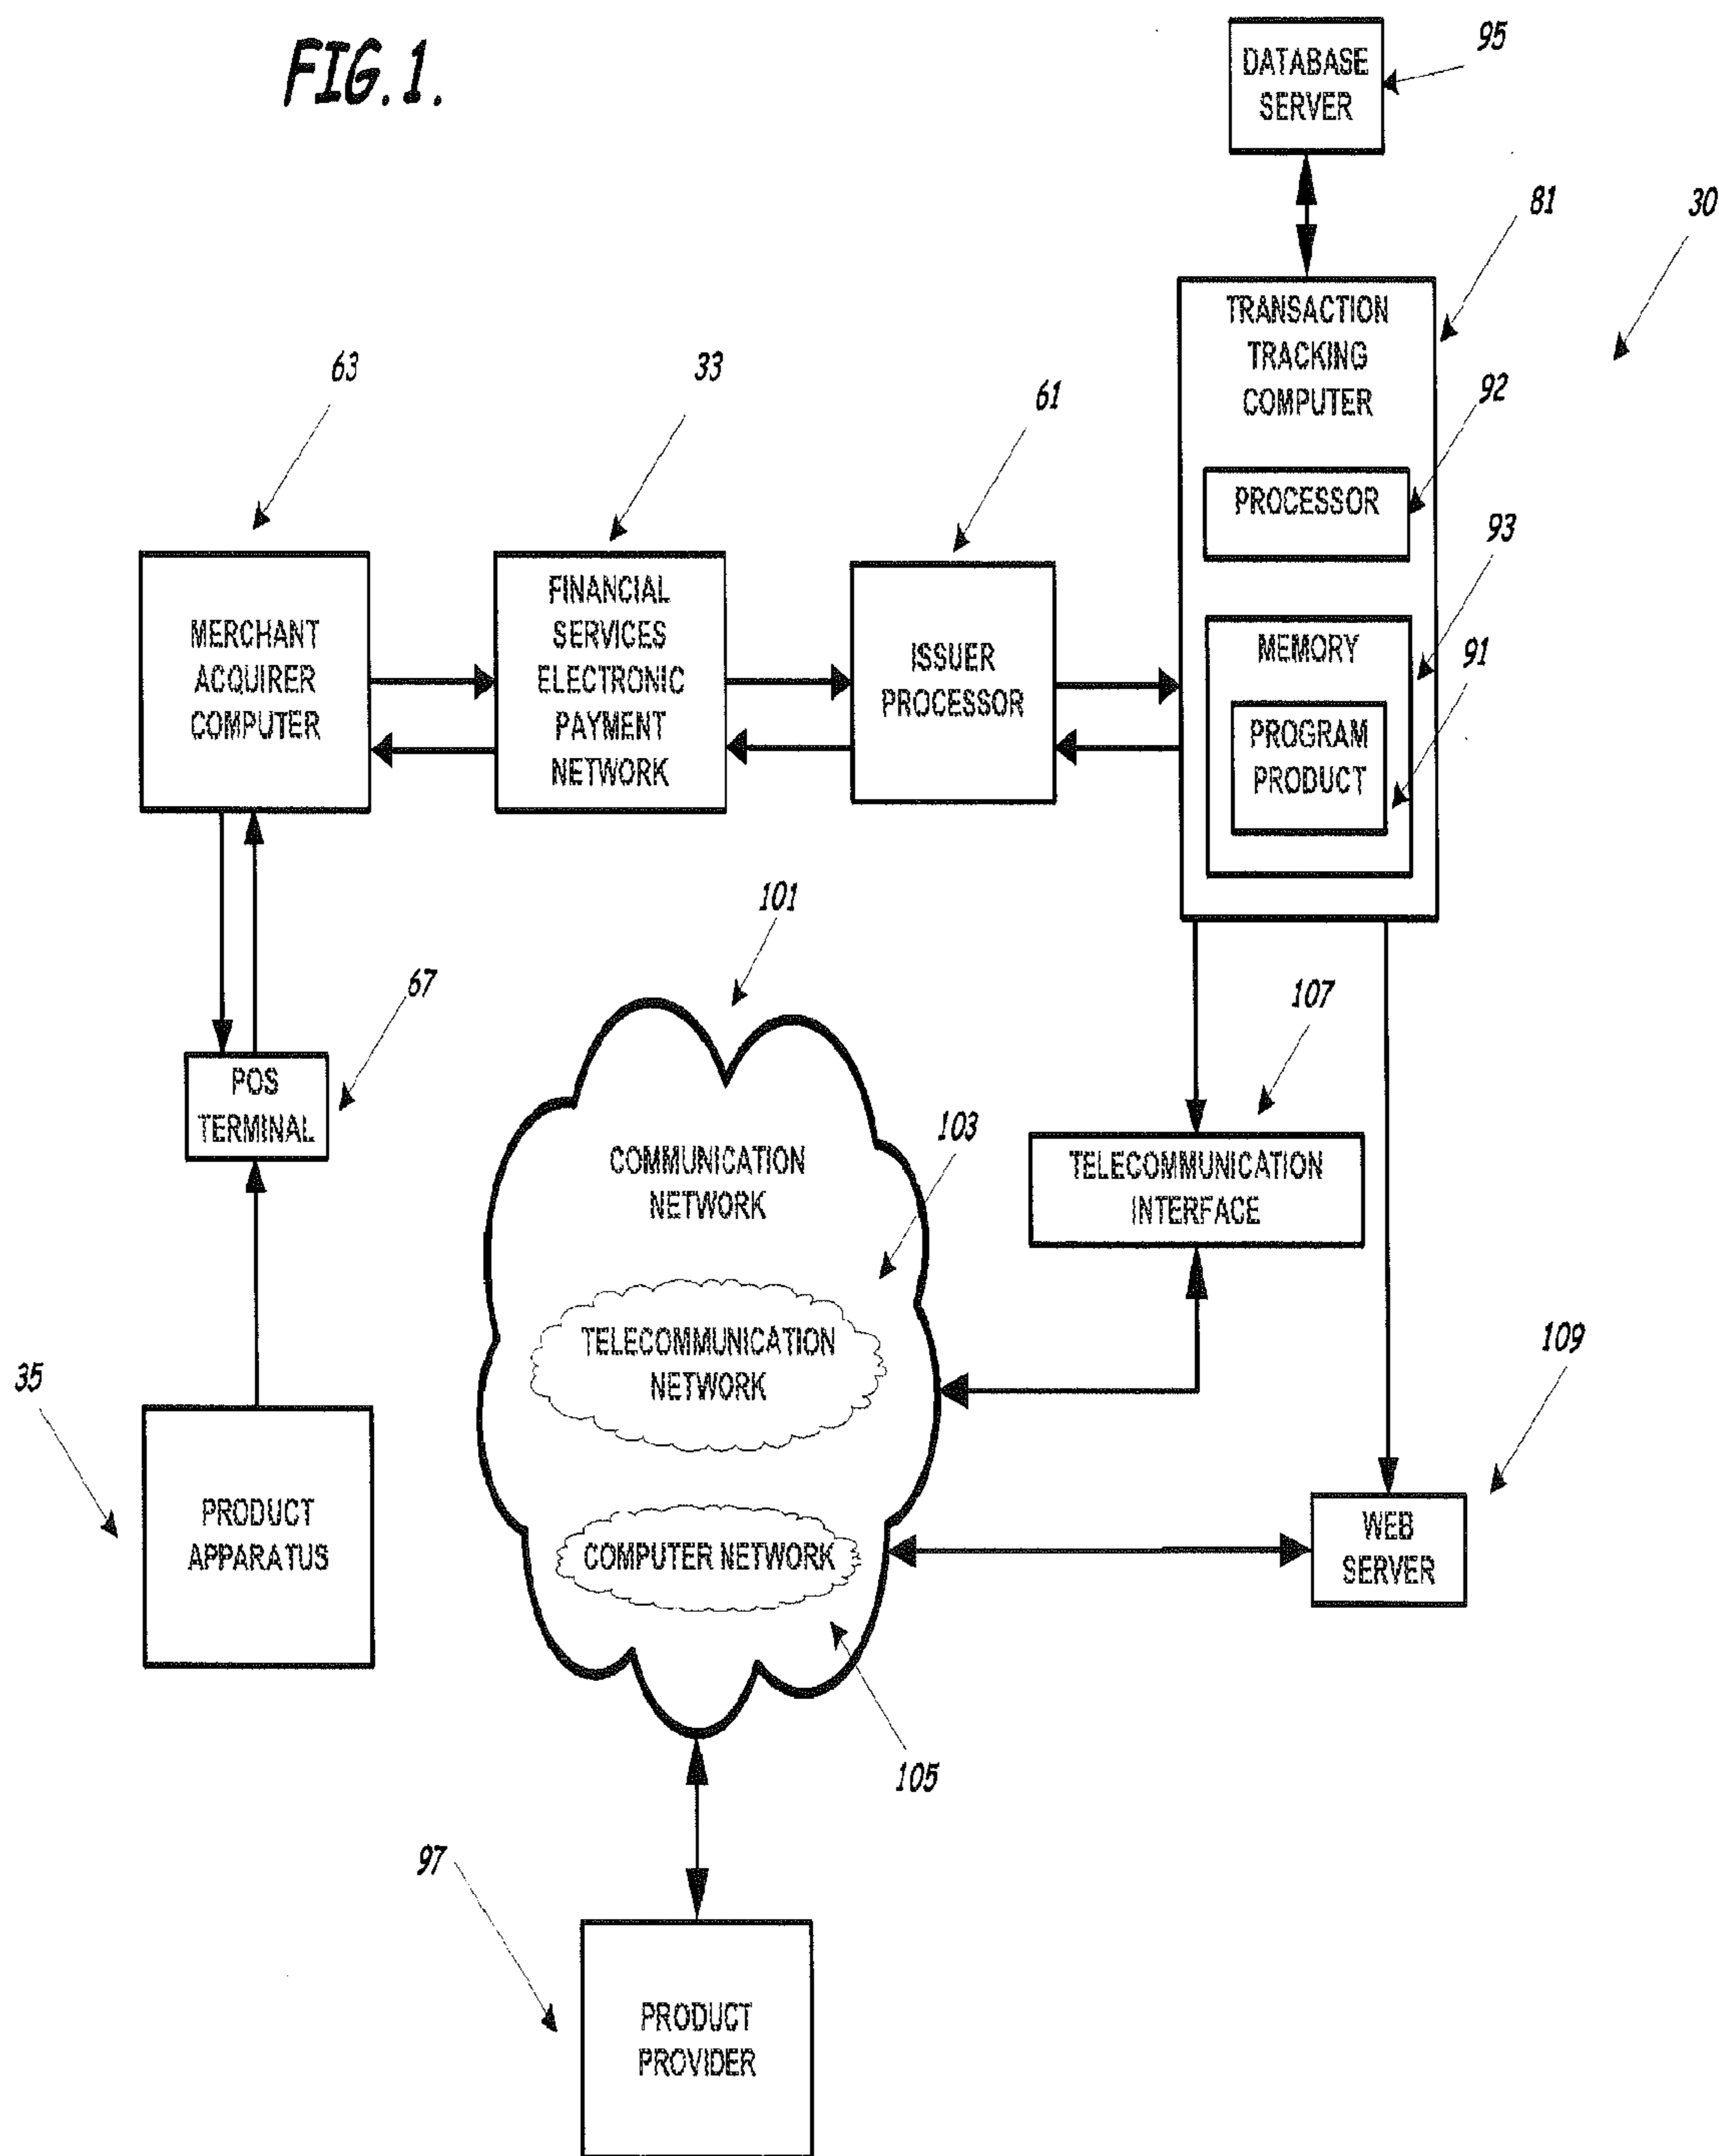 FIG. 1.
95
DATABASE
SERVER
81
30
TRANSACTION
TRACKING
COMPUTER
63
33
61
92
PROCESSOR
93
MERCHANT
ACQUIRER
COMPUTER
FINANCIAL
SERVICES
ELECTRONIC
PAYMENT
NETWORK
ISSUER
PROCESSOR
MEMORY
91
PROGRAM
PRODUCT
101
67
107
POS
TERMINAL
COMMUNICATION
NETWORK
103
TELECOMMUNICATION
INTERFACE
TELECOMMUNICATION
NETWORK
109
35
PRODUCT
APPARATUS
COMPUTER NETWORK
WEB
SERVER
105
97
PRODUCT
PROVIDER